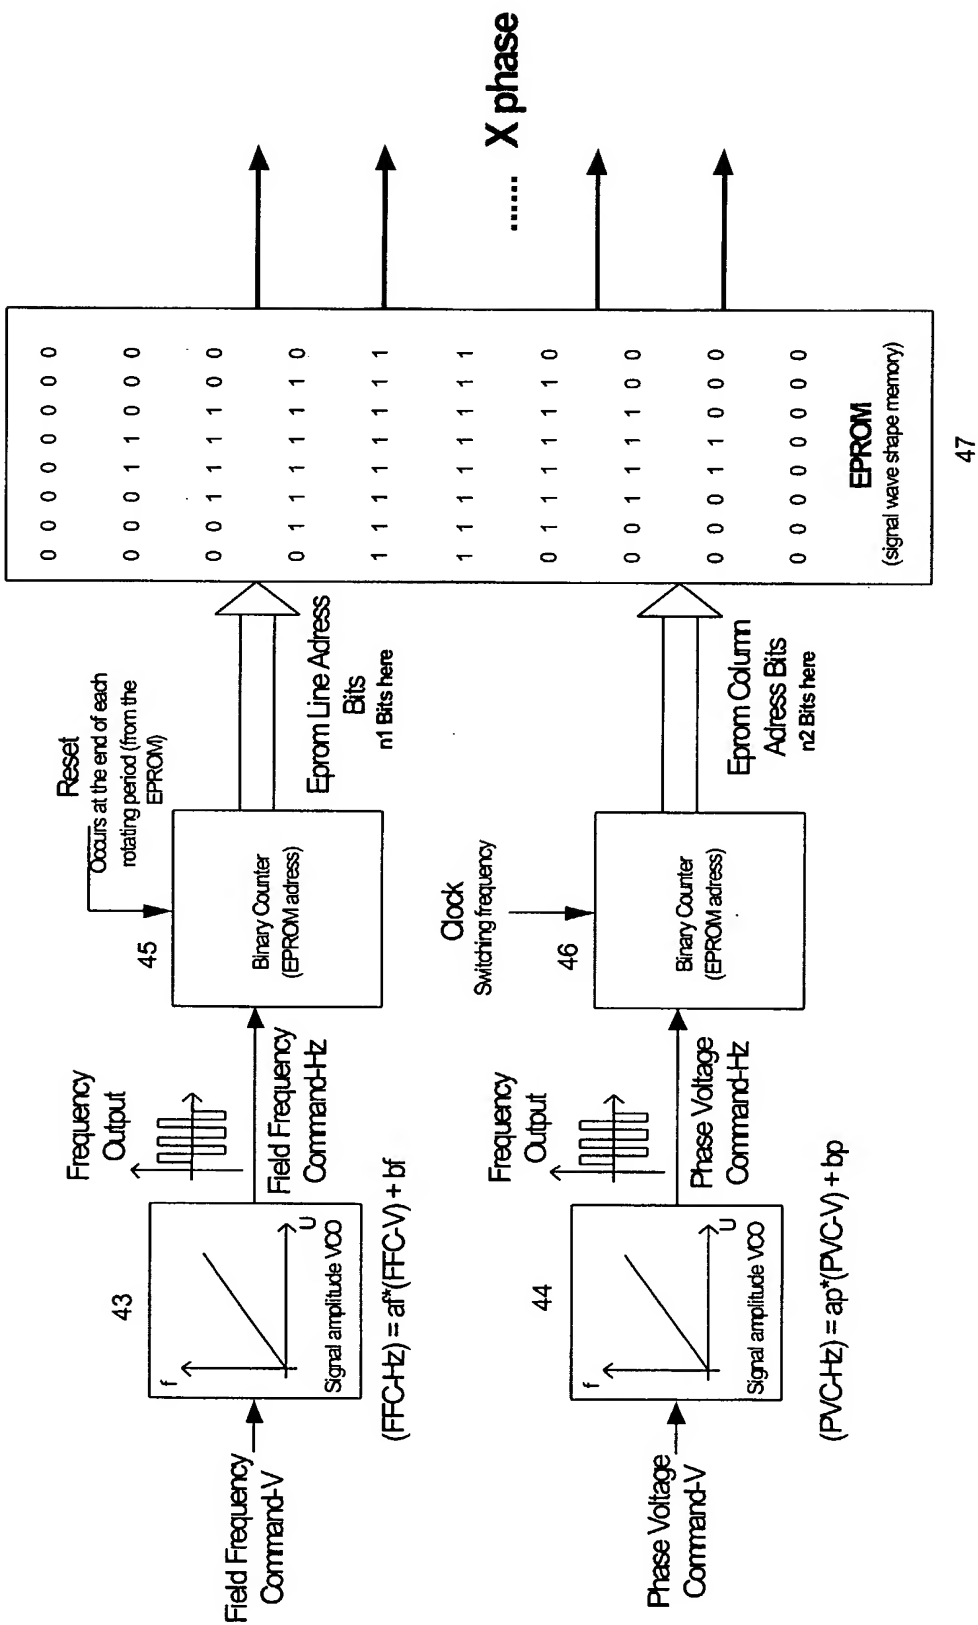 Field Frequency
Command-V
43
f
U
Signal amplitude VCO
(FFC-Hz) = af*(FFC-V) + bf
Frequency
Output
Field Frequency
Command-Hz
Reset
Occurs at the end of each
rotating period (from the
EPROM)
45
Binary Counter
(EPROM adress)
Eprom Line Adress
Bits
n1 Bits here
Phase Voltage
Command-V
44
f
U
Signal amplitude VCO
(PVC-Hz) = ap*(PVC-V) + bp
Frequency
Output
Phase Voltage
Command-Hz
Clock
Switching frequency
46
Binary Counter
(EPROM adress)
Eprom Column
Adress Bits
n2 Bits here
0 0 0 0 0 0 0 0
0 0 0 1 1 0 0 0
0 0 1 1 1 1 0 0
0 1 1 1 1 1 1 0
1 1 1 1 1 1 1 1
1 1 1 1 1 1 1 1
0 1 1 1 1 1 1 0
0 0 1 1 1 1 0 0
0 0 0 1 1 0 0 0
0 0 0 0 0 0 0 0
EPROM
(signal wave shape memory)
47
...... X phase